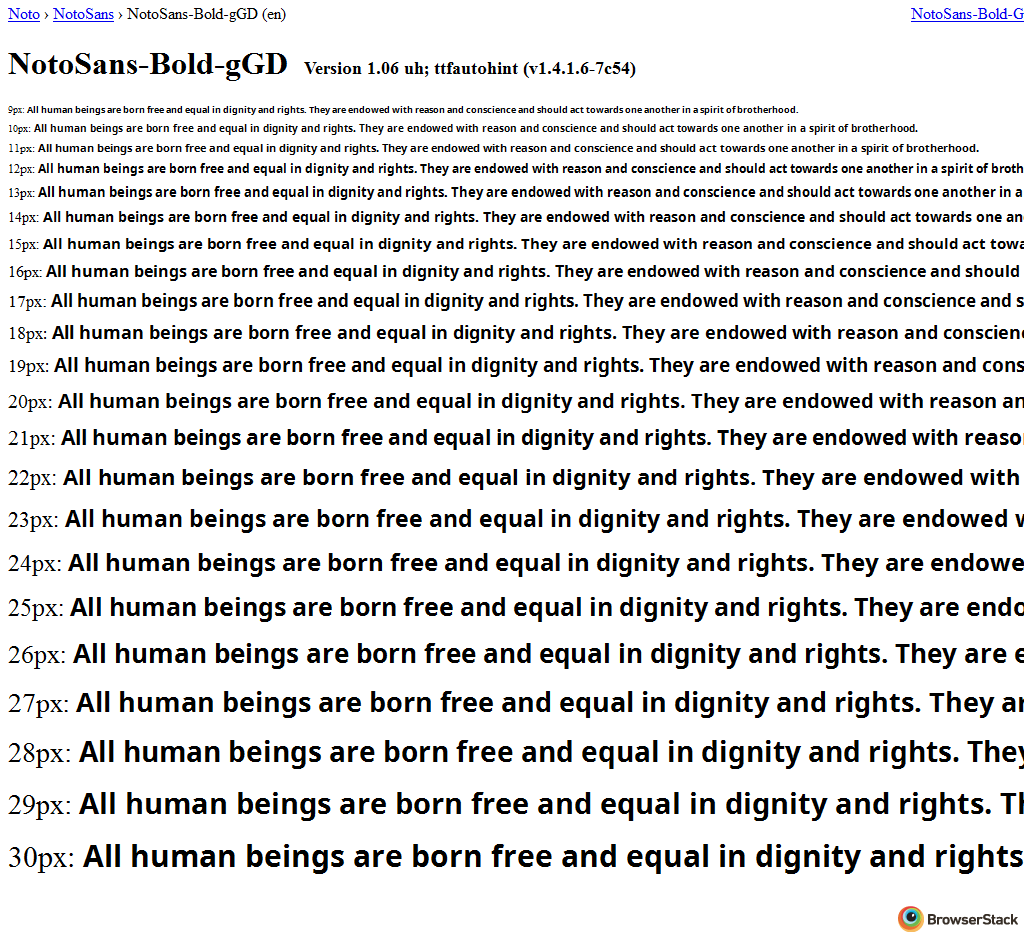 Noto › NotoSans › NotoSans-Bold-gGD (en) NotoSans-Bold-G
NotoSans-Bold-gGD Version 1.06 uh; ttfautohint (v1.4.1.6-7c54)
9px: All human beings are born free and equal in dignity and rights. They are endowed with reason and conscience and should act towards one another in a spirit of brotherhood.
10px: All human beings are born free and equal in dignity and rights. They are endowed with reason and conscience and should act towards one another in a spirit of brotherhood.
11px: All human beings are born free and equal in dignity and rights. They are endowed with reason and conscience and should act towards one another in a spirit of brotherhood.
12px: All human beings are born free and equal in dignity and rights. They are endowed with reason and conscience and should act towards one another in a spirit of broth
13px: All human beings are born free and equal in dignity and rights. They are endowed with reason and conscience and should act towards one another in a
14px: All human beings are born free and equal in dignity and rights. They are endowed with reason and conscience and should act towards one an
15px: All human beings are born free and equal in dignity and rights. They are endowed with reason and conscience and should act towa
16px: All human beings are born free and equal in dignity and rights. They are endowed with reason and conscience and should
17px: All human beings are born free and equal in dignity and rights. They are endowed with reason and conscience and s
18px: All human beings are born free and equal in dignity and rights. They are endowed with reason and conscien
19px: All human beings are born free and equal in dignity and rights. They are endowed with reason and cons
20px: All human beings are born free and equal in dignity and rights. They are endowed with reason an
21px: All human beings are born free and equal in dignity and rights. They are endowed with reaso
22px: All human beings are born free and equal in dignity and rights. They are endowed with
23px: All human beings are born free and equal in dignity and rights. They are endowed w
24px: All human beings are born free and equal in dignity and rights. They are endowe
25px: All human beings are born free and equal in dignity and rights. They are endo
26px: All human beings are born free and equal in dignity and rights. They are e
27px: All human beings are born free and equal in dignity and rights. They ar
28px: All human beings are born free and equal in dignity and rights. They
29px: All human beings are born free and equal in dignity and rights. Th
30px: All human beings are born free and equal in dignity and rights
BrowserStack